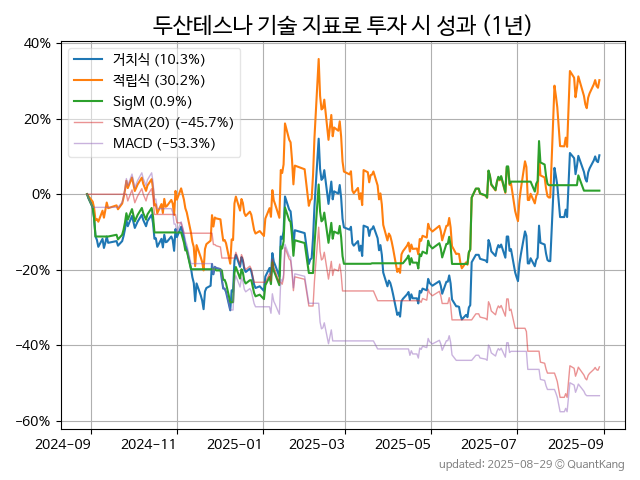 두산테스나 기술 지표로 투자 시 성과 (1년)
거치식 (10.3%)
적립식 (30.2%)
SigM (0.9%)
SMA(20) (−45.7%)
MACD (−53.3%)
40%
20%
0%
−20%
−40%
−60%
2024-09 2024-11 2025-01 2025-03 2025-05 2025-07 2025-09
updated: 2025-08-29 © QuantKang